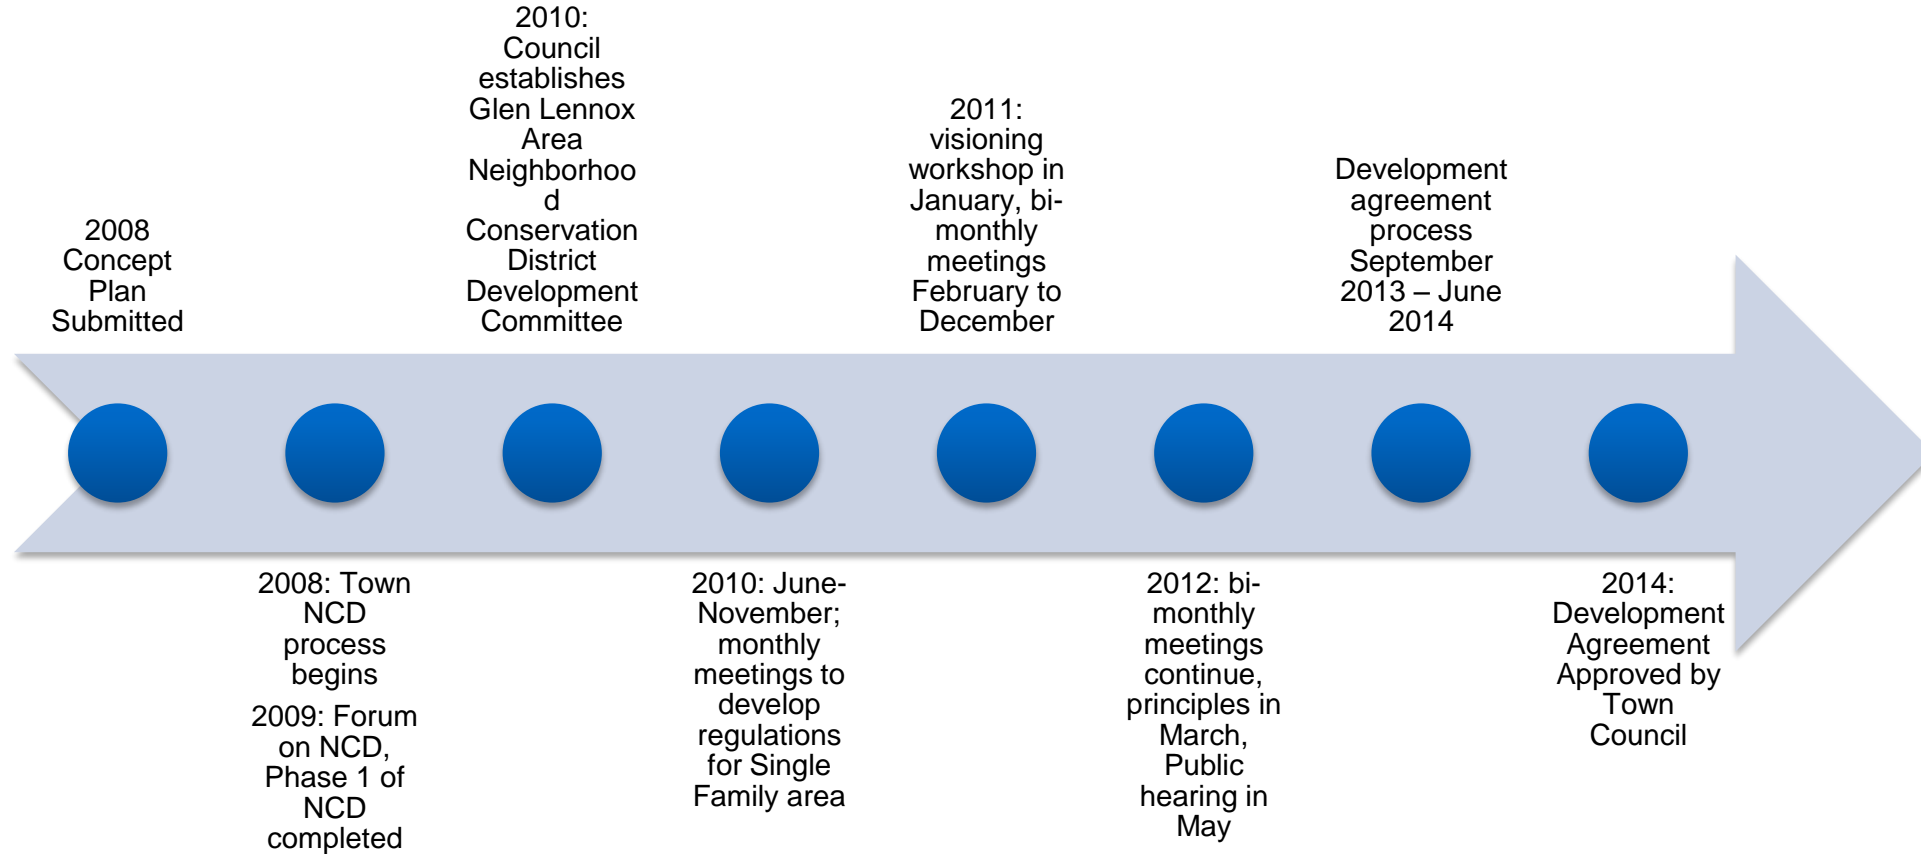 2008
Concept
Plan
Submitted
2008: Town
NCD
process
begins
2009: Forum
on NCD,
Phase 1 of
NCD
completed
2010:
Council
establishes
Glen Lennox
Area
Neighborhoo
d
Conservation
District
Development
Committee
2010: June-
November;
monthly
meetings to
develop
regulations
for Single
Family area
2011:
visioning
workshop in
January, bi-
monthly
meetings
February to
December
2012: bi-
monthly
meetings
continue,
principles in
March,
Public
hearing in
May
Development
agreement
process
September
2013 – June
2014
2014:
Development
Agreement
Approved by
Town
Council